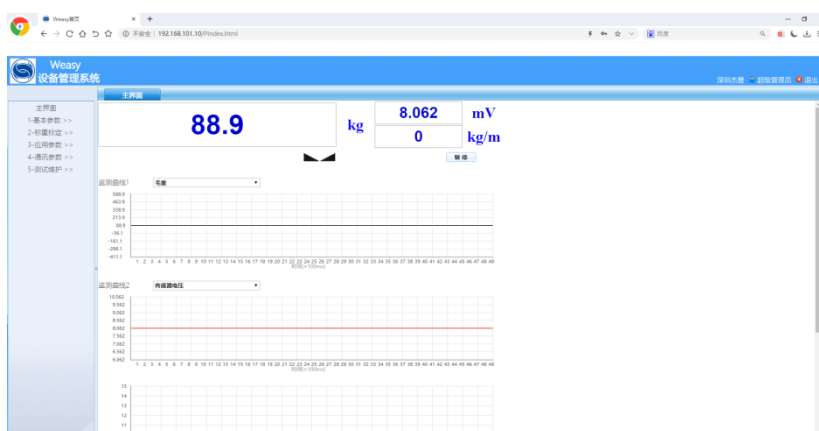 Weasy首页 × +
不安全 | 192.168.101.10/PIndex.html 百度
Weasy
设备管理系统
深圳杰曼 超级管理员 退出
主界面
主界面
1-基本参数 >>
2-称重标定 >>
3-应用参数 >>
4-通讯参数 >>
5-测试维护 >>
88.9 kg
8.062 mV
0 kg/m
暂停
监测曲线1 毛重
588.9
463.9
338.9
213.9
88.9
-36.1
-161.1
-286.1
-411.1
1 2 3 4 5 6 7 8 9 10 11 12 13 14 15 16 17 18 19 20 21 22 23 24 25 26 27 28 29 30 31 32 33 34 35 36 37 38 39 40 41 42 43 44 45 46 47 48 49
时间(×100ms)
监测曲线2 传感器电压
10.062
9.562
9.062
8.562
8.062
7.562
7.062
6.562
6.062
1 2 3 4 5 6 7 8 9 10 11 12 13 14 15 16 17 18 19 20 21 22 23 24 25 26 27 28 29 30 31 32 33 34 35 36 37 38 39 40 41 42 43 44 45 46 47 48 49
时间(×100ms)
15
14
13
12
11